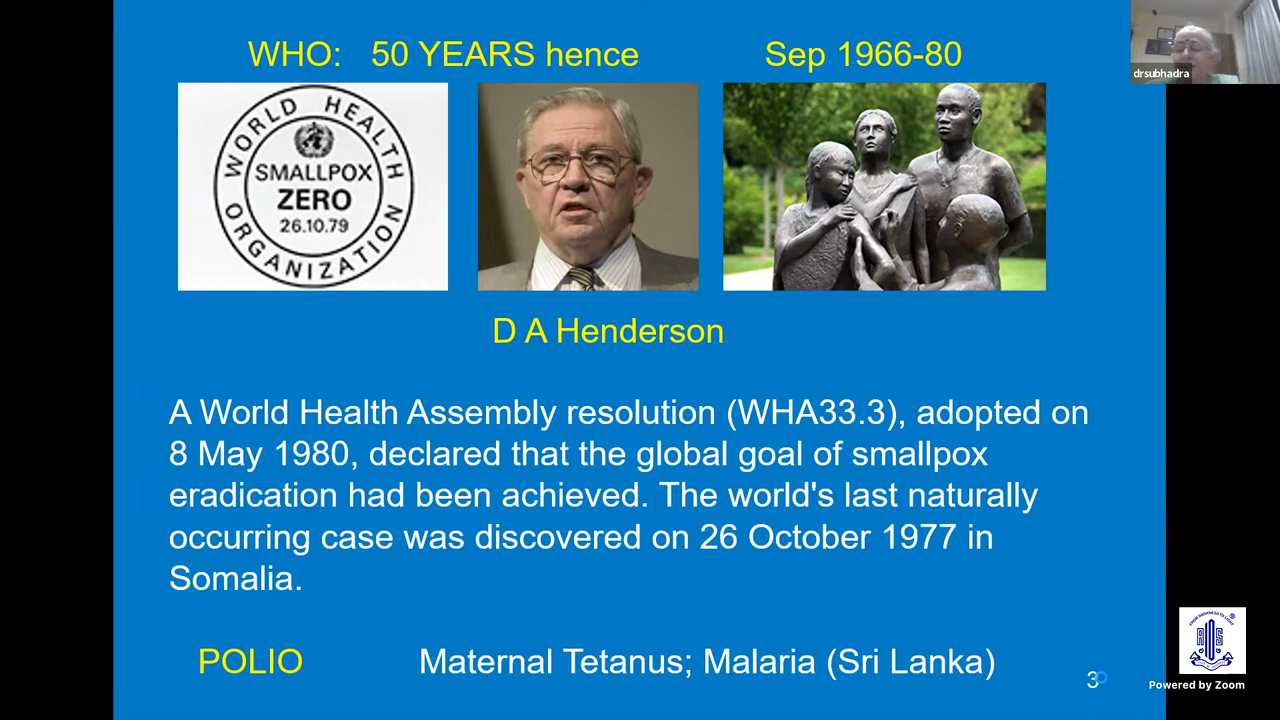 WHO: 50 YEARS hence Sep 1966-80
drsubhadra
WORLD HEALTH
SMALLPOX
ZERO
26.10.79
ORGANIZATION
D A Henderson
A World Health Assembly resolution (WHA33.3), adopted on
8 May 1980, declared that the global goal of smallpox
eradication had been achieved. The world's last naturally
occurring case was discovered on 26 October 1977 in
Somalia.
POLIO Maternal Tetanus; Malaria (Sri Lanka)
3
Powered by Zoom